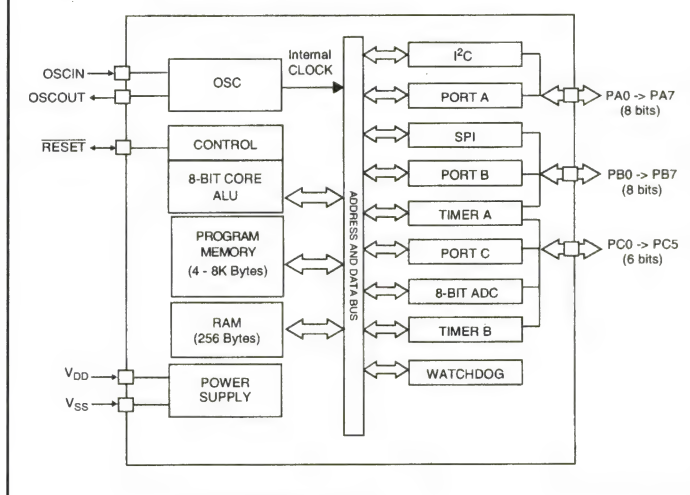 OSCIN
OSCOUT
RESET
V_DD
V_SS
OSC
Internal
CLOCK
CONTROL
8-BIT CORE
ALU
PROGRAM
MEMORY
(4 - 8K Bytes)
RAM
(256 Bytes)
POWER
SUPPLY
ADDRESS AND DATA BUS
I²C
PORT A
SPI
PORT B
TIMER A
PORT C
8-BIT ADC
TIMER B
WATCHDOG
PA0 -> PA7
(8 bits)
PB0 -> PB7
(8 bits)
PC0 -> PC5
(6 bits)